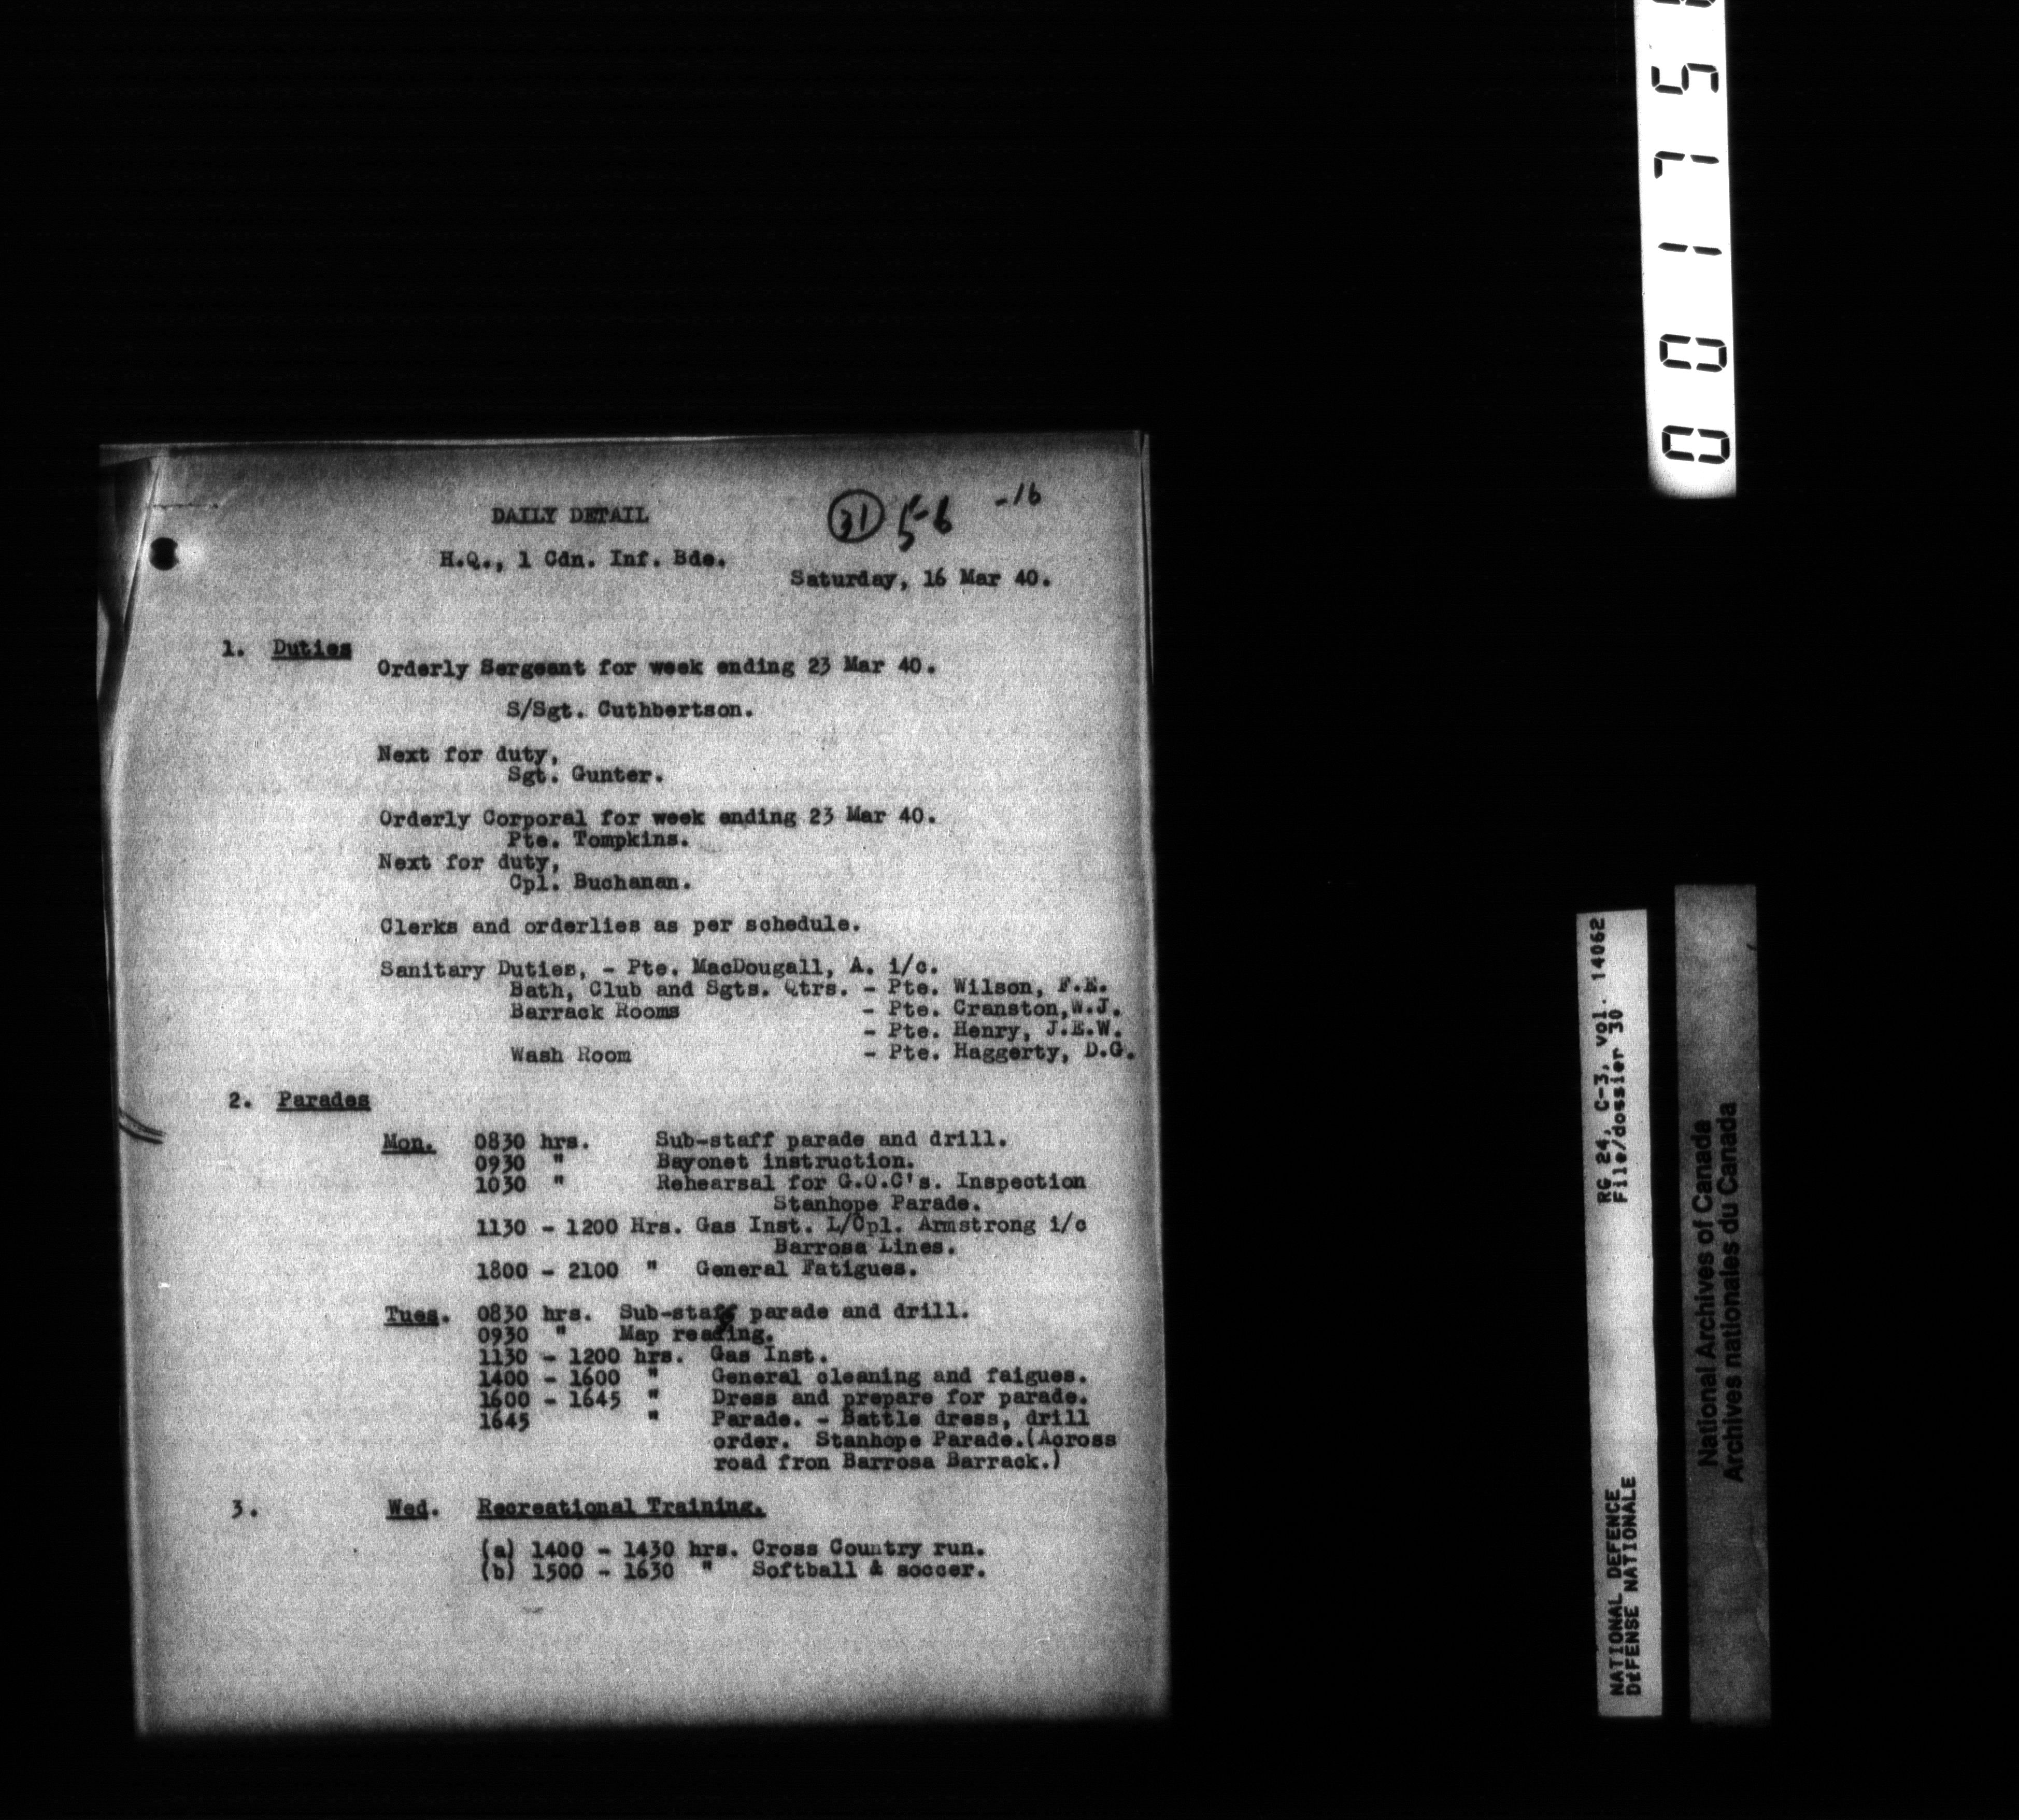 DAILY DETAIL
31 5-6 -16
H.Q., 1 Cdn. Inf. Bde.
Saturday, 16 Mar 40.
1. Duties
Orderly Sergeant for week ending 23 Mar 40.
S/Sgt. Cuthbertson.
Next for duty,
Sgt. Gunter.
Orderly Corporal for week ending 23 Mar 40.
Pte. Tompkins.
Next for duty,
Cpl. Buchanan.
Clerks and orderlies as per schedule.
Sanitary Duties, - Pte. MacDougall, A. i/c.
Bath, Club and Sgts. Qtrs. - Pte. Wilson, F.E.
Barrack Rooms - Pte. Cranston,W.J.
- Pte. Henry, J.E.W.
Wash Room - Pte. Haggerty, D.G.
2. Parades
Mon. 0830 hrs. Sub-staff parade and drill.
0930 " Bayonet instruction.
1030 " Rehearsal for G.O.C's. Inspection
Stanhope Parade.
1130 - 1200 Hrs. Gas Inst. L/Cpl. Armstrong i/c
Barrosa Lines.
1800 - 2100 " General Fatigues.
Tues. 0830 hrs. Sub-staff parade and drill.
0930 " Map reading.
1130 - 1200 hrs. Gas Inst.
1400 - 1600 " General cleaning and faigues.
1600 - 1645 " Dress and prepare for parade.
1645 " Parade. - Battle dress, drill
order. Stanhope Parade.(Across
road fron Barrosa Barrack.)
3. Wed. Recreational Training.
(a) 1400 - 1430 hrs. Cross Country run.
(b) 1500 - 1630 " Softball & soccer.
00175
NATIONAL DEFENCE RG 24, C-3, vol. 14062
DÉFENSE NATIONALE File/dossier 30
National Archives of Canada
Archives nationales du Canada